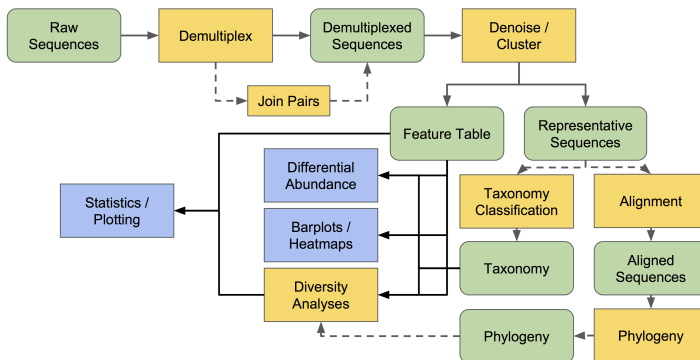 Raw
Sequences
Demultiplex
Demultiplexed
Sequences
Denoise /
Cluster
Join Pairs
Feature Table
Representative
Sequences
Differential
Abundance
Taxonomy
Classification
Alignment
Statistics /
Plotting
Barplots /
Heatmaps
Taxonomy
Aligned
Sequences
Diversity
Analyses
Phylogeny
Phylogeny